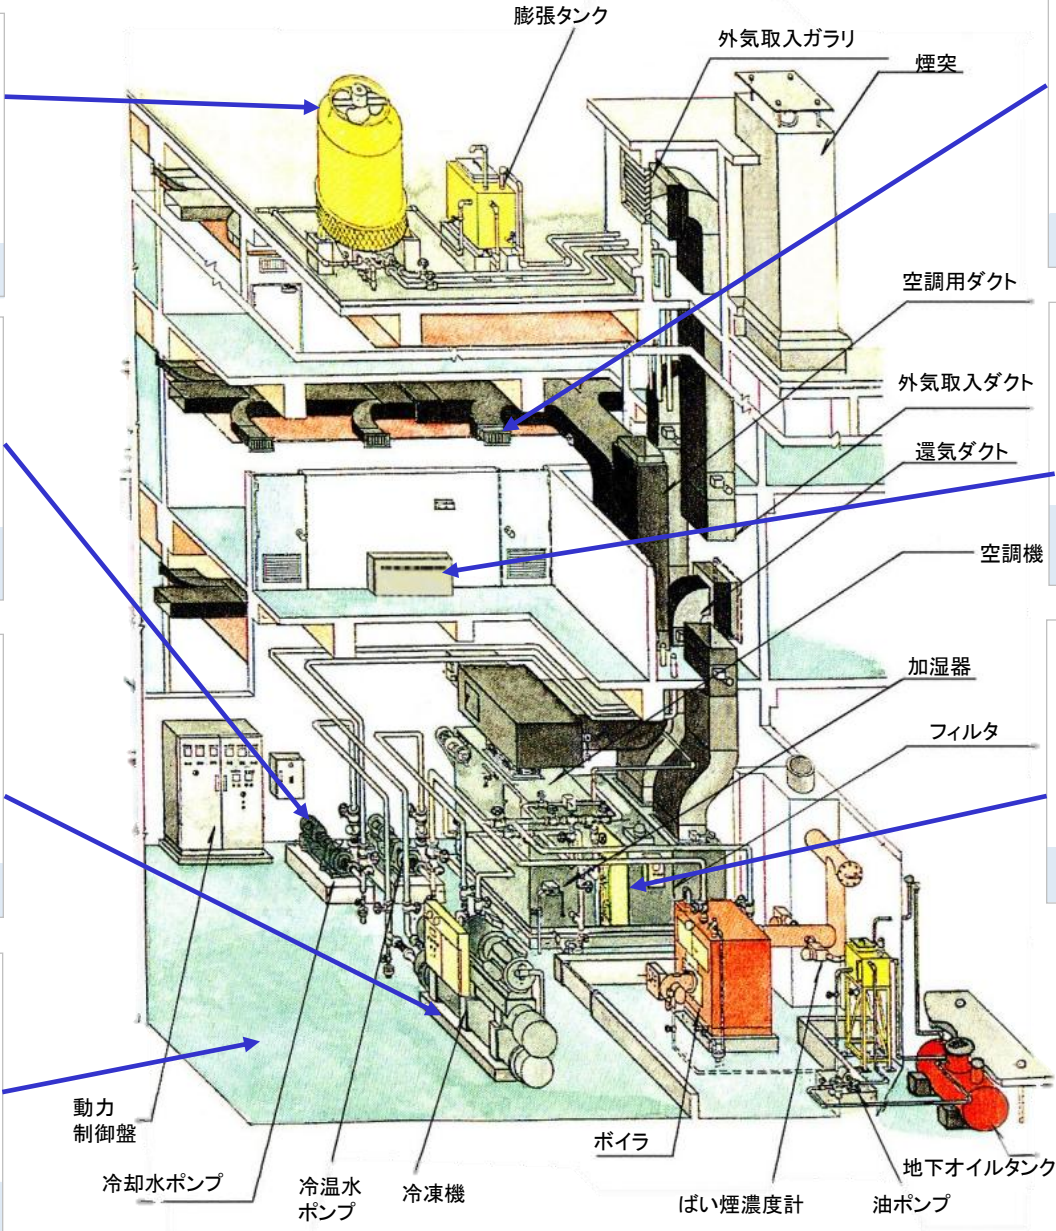 膨張タンク
外気取入ガラリ
煙突
空調用ダクト
外気取入ダクト
還気ダクト
空調機
加湿器
フィルタ
動力
制御盤
冷却水ポンプ
冷温水
ポンプ
冷凍機
ボイラ
ばい煙濃度計
油ポンプ
地下オイルタンク